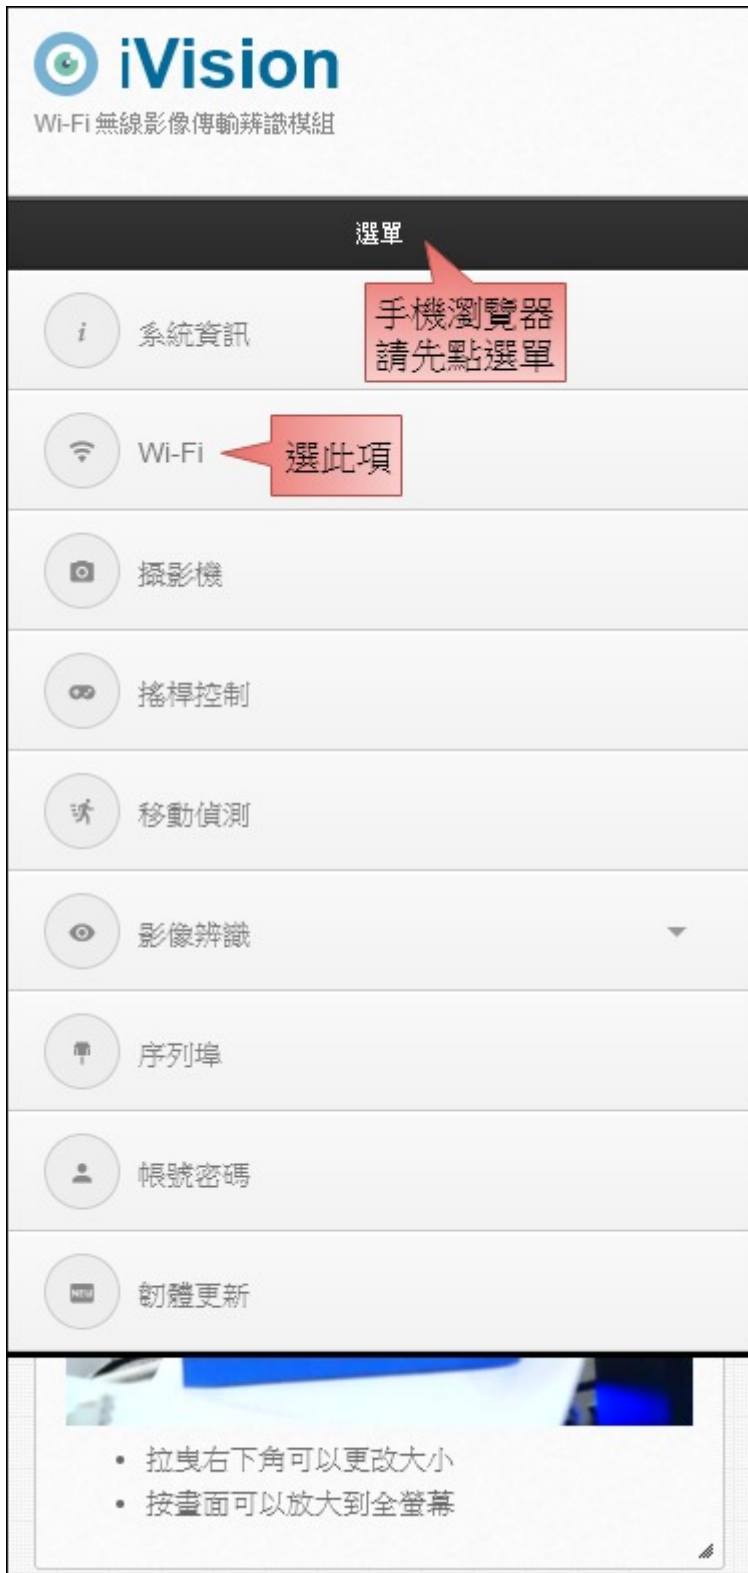 iVision
Wi-Fi 無線影像傳輸辨識模組
選單
手機瀏覽器
請先點選單
系統資訊
Wi-Fi
選此項
攝影機
搖桿控制
移動偵測
影像辨識
序列埠
帳號密碼
NEW
韌體更新
拉曳右下角可以更改大小
按畫面可以放大到全螢幕